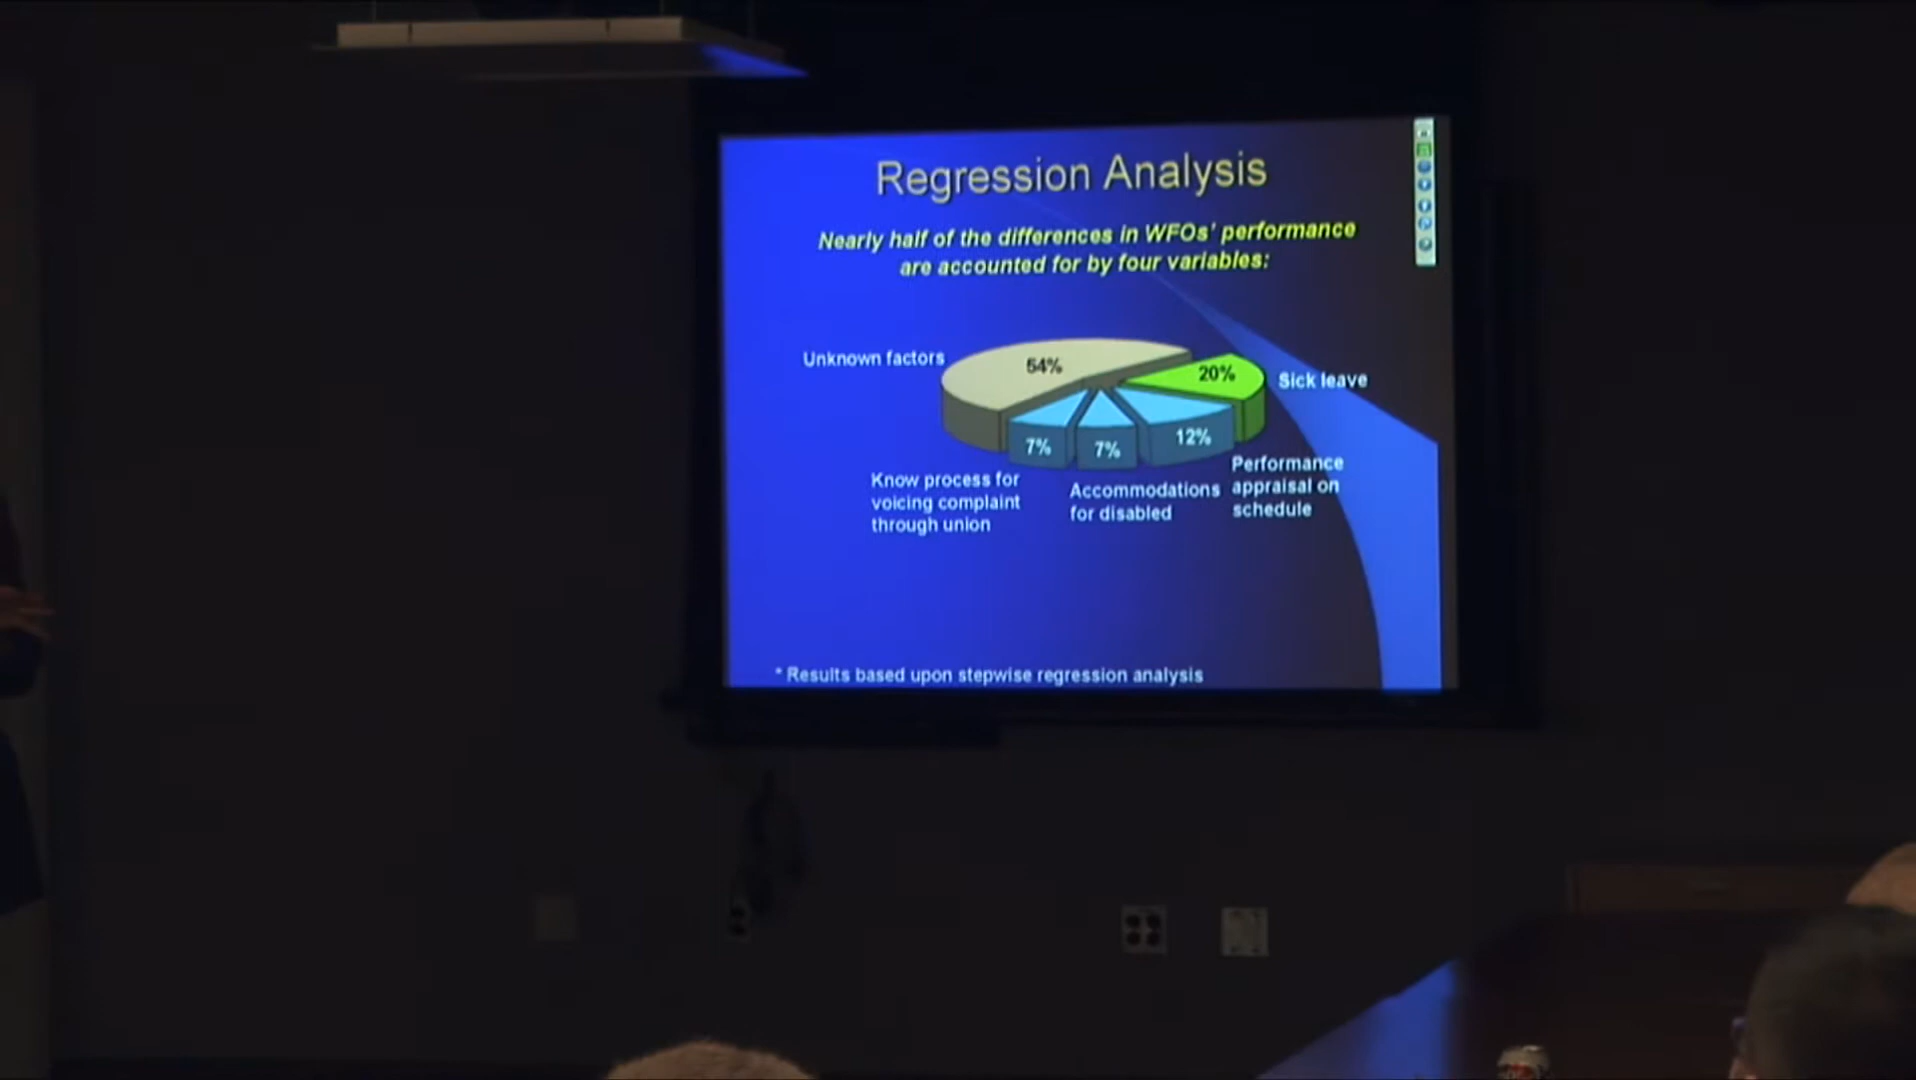 Regression Analysis
Nearly half of the differences in WFOs' performance
are accounted for by four variables:
Unknown factors
54%
20%
Sick leave
7%
7%
12%
Know process for
voicing complaint
through union
Accommodations
for disabled
Performance
appraisal on
schedule
* Results based upon stepwise regression analysis